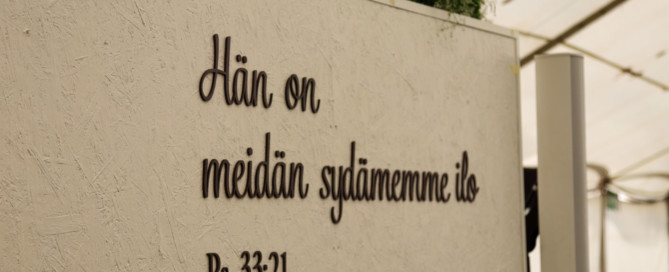 Hän on
meidän sydämemme ilo
Ps. 33:21